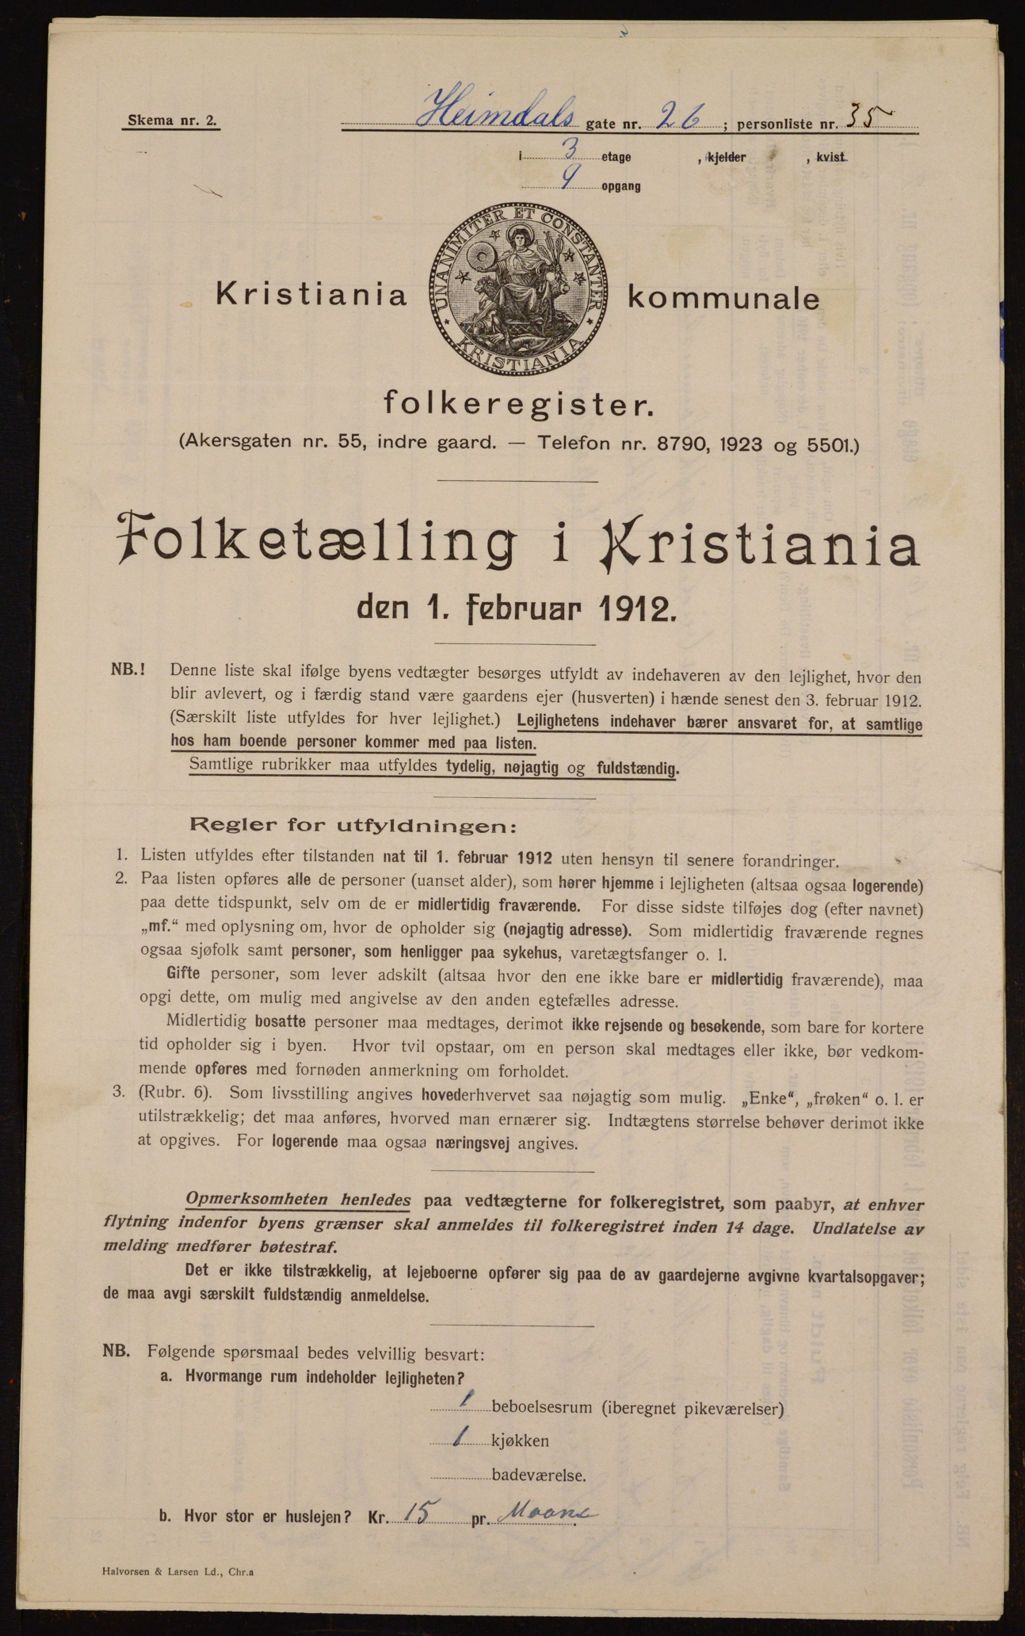 Skema nr. 2.
Heimdals gate nr. 26 ; personliste nr. 35
i 3 etage , kjelder , kvist
9 opgang
UNANIMITER ET CONSTANTER
KRISTIANIA
Kristiania kommunale
folkeregister.
(Akersgaten nr. 55, indre gaard. — Telefon nr. 8790, 1923 og 5501.)
Folketælling i Kristiania
den 1. februar 1912.
NB.! Denne liste skal ifølge byens vedtægter besørges utfyldt av indehaveren av den lejlighet, hvor den
blir avlevert, og i færdig stand være gaardens ejer (husverten) i hænde senest den 3. februar 1912.
(Særskilt liste utfyldes for hver lejlighet.) Lejlighetens indehaver bærer ansvaret for, at samtlige
hos ham boende personer kommer med paa listen.
Samtlige rubrikker maa utfyldes tydelig, nøjagtig og fuldstændig.
Regler for utfyldningen:
1. Listen utfyldes efter tilstanden nat til 1. februar 1912 uten hensyn til senere forandringer.
2. Paa listen opføres alle de personer (uanset alder), som hører hjemme i lejligheten (altsaa ogsaa logerende)
paa dette tidspunkt, selv om de er midlertidig fraværende. For disse sidste tilføjes dog (efter navnet)
„mf.“ med oplysning om, hvor de opholder sig (nøjagtig adresse). Som midlertidig fraværende regnes
ogsaa sjøfolk samt personer, som henligger paa sykehus, varetægtsfanger o. l.
Gifte personer, som lever adskilt (altsaa hvor den ene ikke bare er midlertidig fraværende), maa
opgi dette, om mulig med angivelse av den anden egtefælles adresse.
Midlertidig bosatte personer maa medtages, derimot ikke rejsende og besøkende, som bare for kortere
tid opholder sig i byen. Hvor tvil opstaar, om en person skal medtages eller ikke, bør vedkom-
mende opføres med fornøden anmerkning om forholdet.
3. (Rubr. 6). Som livsstilling angives hovederhvervet saa nøjagtig som mulig. „Enke“, „frøken“ o. l. er
utilstrækkelig; det maa anføres, hvorved man ernærer sig. Indtægtens størrelse behøver derimot ikke
at opgives. For logerende maa ogsaa næringsvej angives.
Opmerksomheten henledes paa vedtægterne for folkeregistret, som paabyr, at enhver
flytning indenfor byens grænser skal anmeldes til folkeregistret inden 14 dage. Undlatelse av
melding medfører bøtestraf.
Det er ikke tilstrækkelig, at lejeboerne opfører sig paa de av gaardejerne avgivne kvartalsopgaver;
de maa avgi særskilt fuldstændig anmeldelse.
NB. Følgende spørsmaal bedes velvillig besvart:
a. Hvormange rum indeholder lejligheten?
1 beboelsesrum (iberegnet pikeværelser)
1 kjøkken
badeværelse.
b. Hvor stor er huslejen? Kr. 15 pr. Maane.
Halvorsen & Larsen Ld., Chr.a